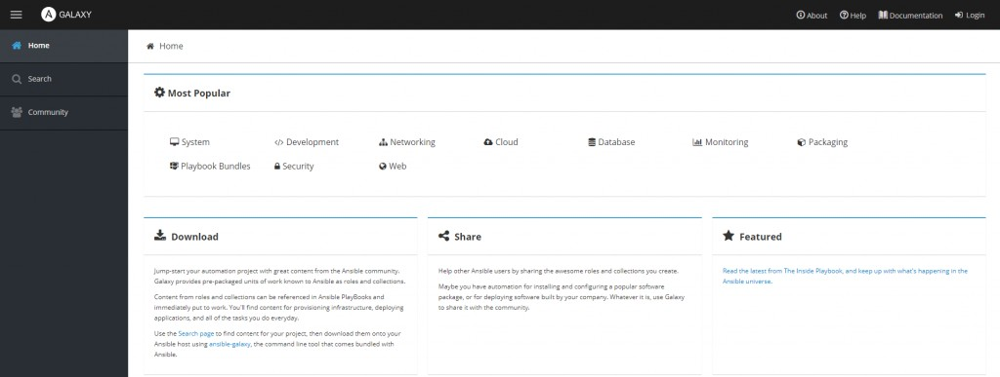 A GALAXY
About Help Documentation Login
Home
Search
Community
Home
Most Popular
System Development Networking Cloud Database Monitoring Packaging
Playbook Bundles Security Web
Download
Jump-start your automation project with great content from the Ansible community.
Galaxy provides pre-packaged units of work known to Ansible as roles and collections.
Content from roles and collections can be referenced in Ansible PlayBooks and
immediately put to work. You'll find content for provisioning infrastructure, deploying
applications, and all of the tasks you do everyday.
Use the Search page to find content for your project, then download them onto your
Ansible host using ansible-galaxy, the command line tool that comes bundled with
Ansible.
Share
Help other Ansible users by sharing the awesome roles and collections you create.
Maybe you have automation for installing and configuring a popular software
package, or for deploying software built by your company. Whatever it is, use Galaxy
to share it with the community.
Featured
Read the latest from The Inside Playbook, and keep up with what's happening in the
Ansible universe.